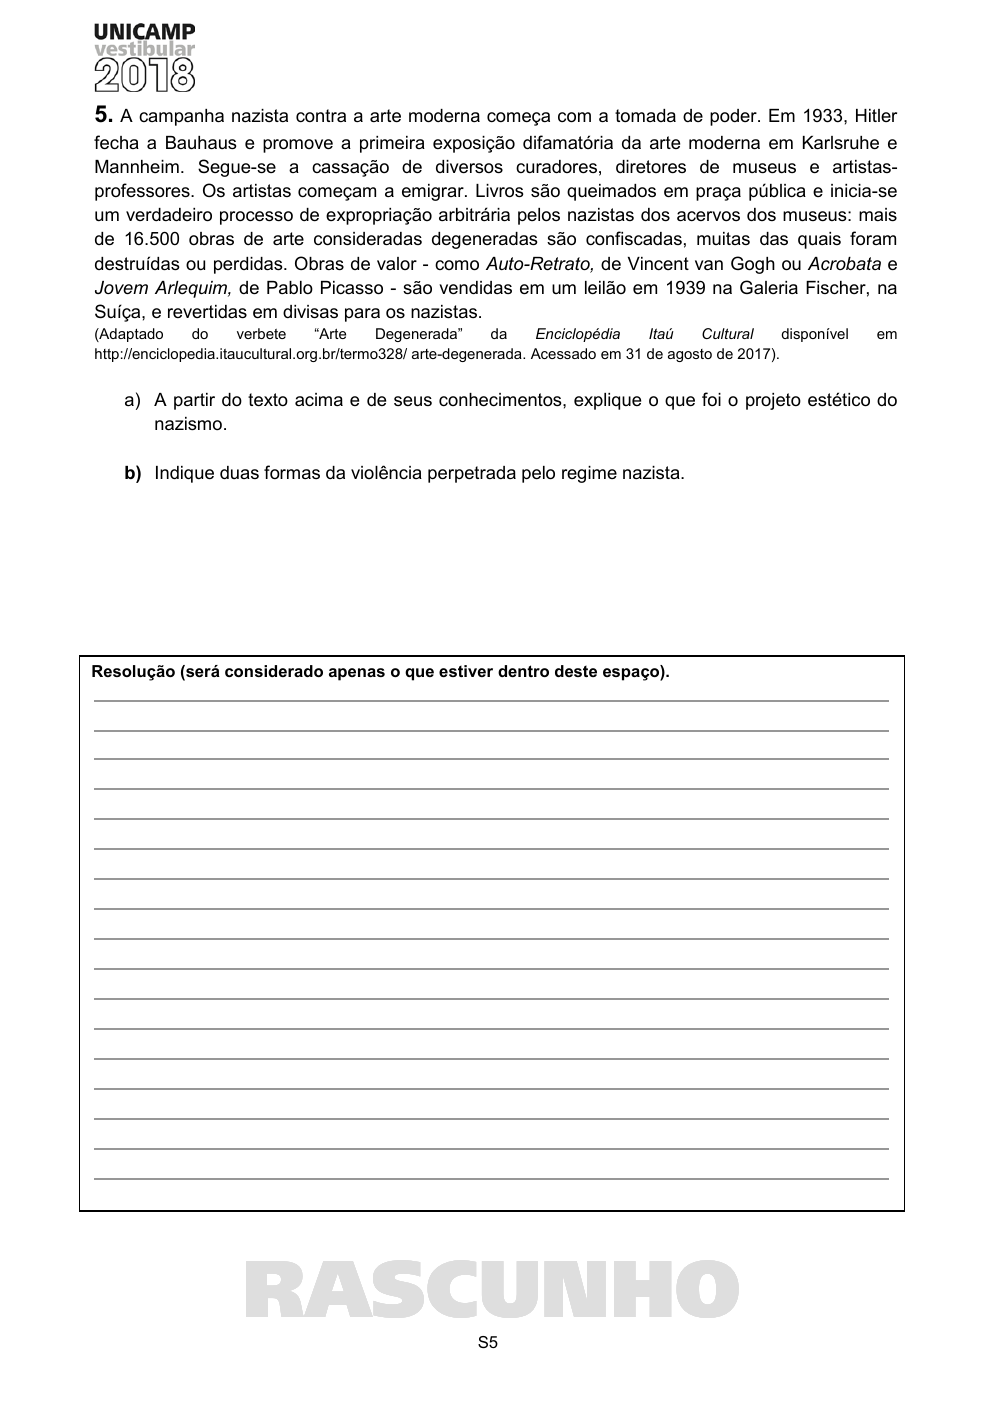 UNICAMP
vestibular
2018
5. A campanha nazista contra a arte moderna começa com a tomada de poder. Em 1933, Hitler
fecha a Bauhaus e promove a primeira exposição difamatória da arte moderna em Karlsruhe e
Mannheim. Segue-se a cassação de diversos curadores, diretores de museus e artistas-
professores. Os artistas começam a emigrar. Livros são queimados em praça pública e inicia-se
um verdadeiro processo de expropriação arbitrária pelos nazistas dos acervos dos museus: mais
de 16.500 obras de arte consideradas degeneradas são confiscadas, muitas das quais foram
destruídas ou perdidas. Obras de valor - como Auto-Retrato, de Vincent van Gogh ou Acrobata e
Jovem Arlequim, de Pablo Picasso - são vendidas em um leilão em 1939 na Galeria Fischer, na
Suíça, e revertidas em divisas para os nazistas.
(Adaptado do verbete “Arte Degenerada” da Enciclopédia Itaú Cultural disponível em
http://enciclopedia.itaucultural.org.br/termo328/ arte-degenerada. Acessado em 31 de agosto de 2017).
a) A partir do texto acima e de seus conhecimentos, explique o que foi o projeto estético do
nazismo.
b) Indique duas formas da violência perpetrada pelo regime nazista.
Resolução (será considerado apenas o que estiver dentro deste espaço).
RASCUNHO
S5